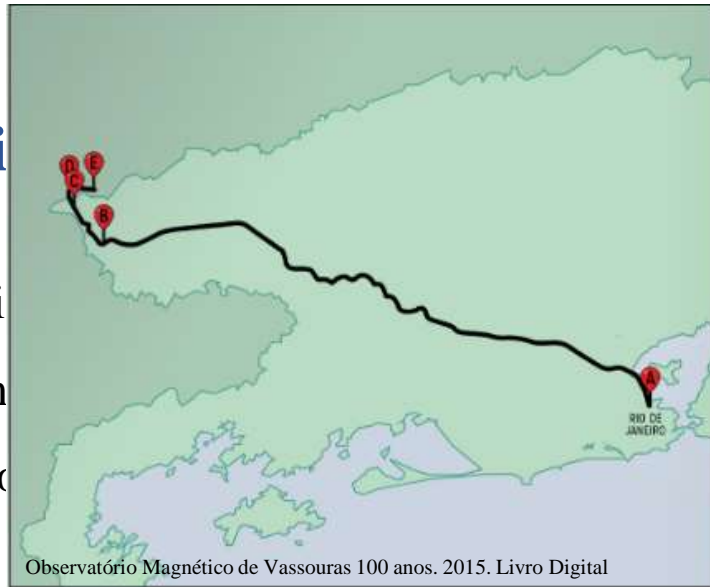 D
E
C
B
A
RIO DE
JANEIRO
Observatório Magnético de Vassouras 100 anos. 2015. Livro Digital